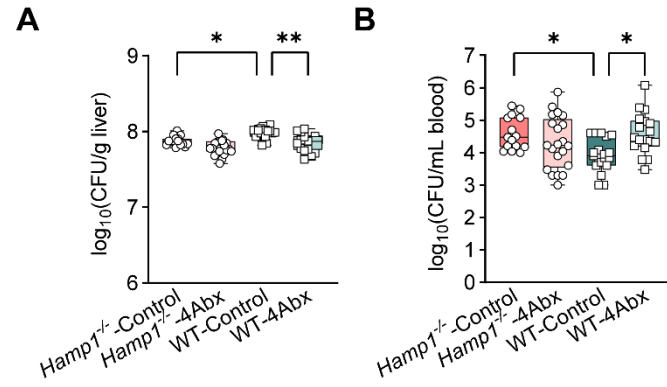 A
B
* **
* *
log10(CFU/g liver)
9
8
7
6
log10(CFU/mL blood)
7
6
5
4
3
2
1
0
Hamp1-/--Control
Hamp1-/--4Abx
WT-Control
WT-4Abx
Hamp1-/--Control
Hamp1-/--4Abx
WT-Control
WT-4Abx